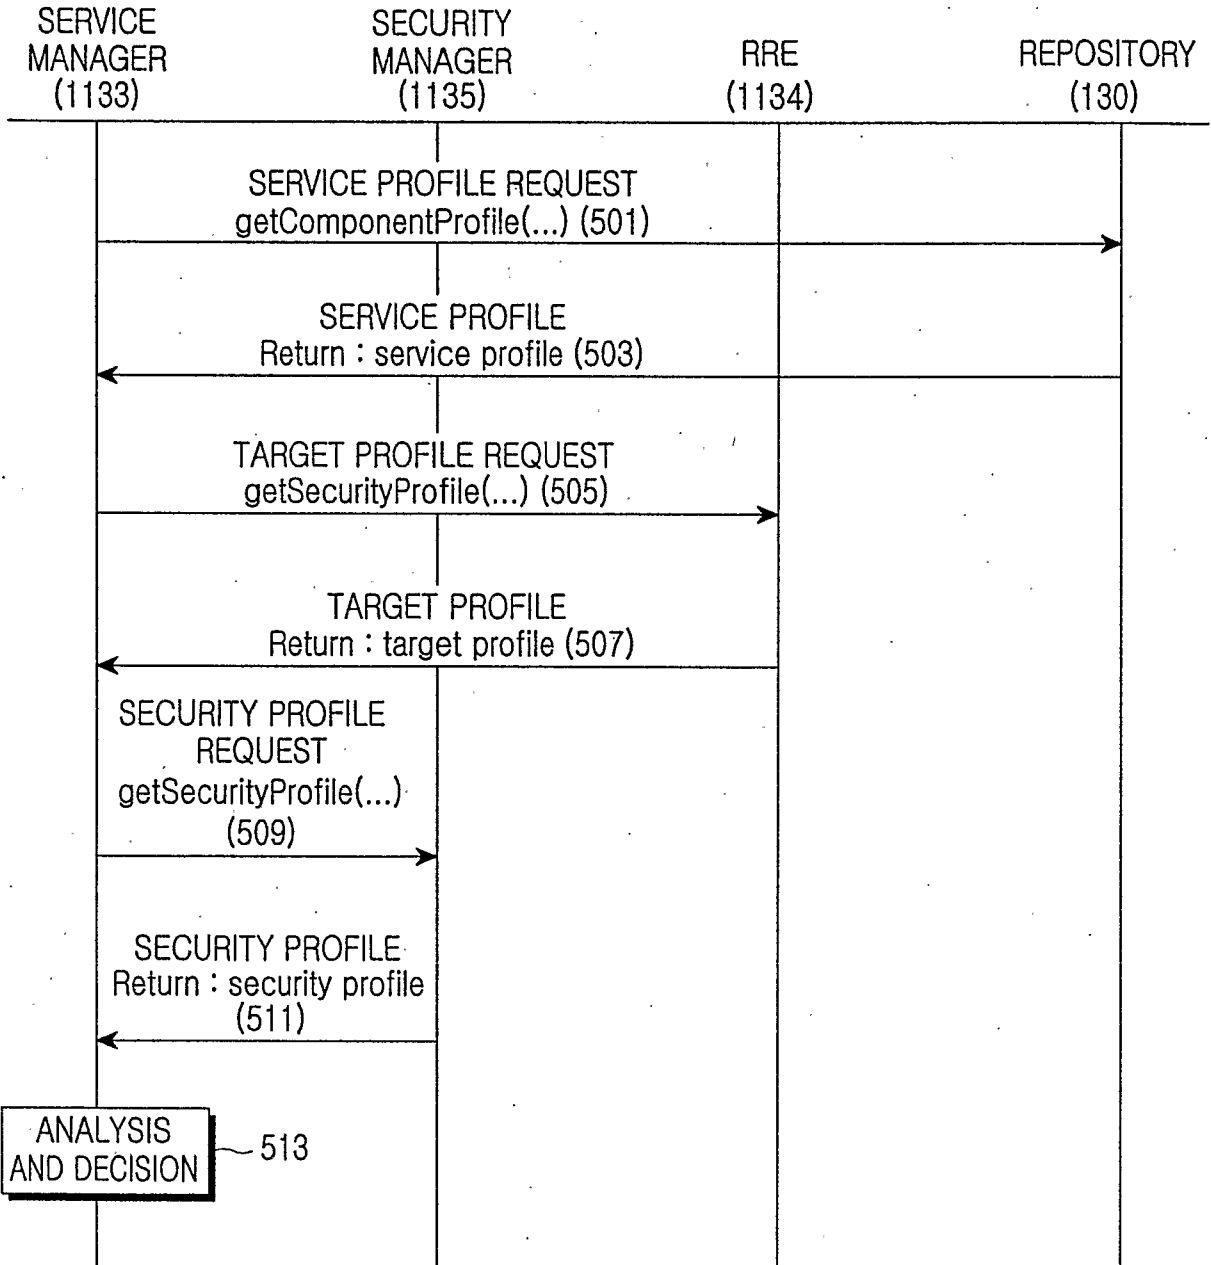 SERVICE
MANAGER
(1133)
SECURITY
MANAGER
(1135)
RRE
(1134)
REPOSITORY
(130)
SERVICE PROFILE REQUEST
getComponentProfile(...) (501)
SERVICE PROFILE
Return : service profile (503)
TARGET PROFILE REQUEST
getSecurityProfile(...) (505)
TARGET PROFILE
Return : target profile (507)
SECURITY PROFILE
REQUEST
getSecurityProfile(...)
(509)
SECURITY PROFILE
Return : security profile
(511)
ANALYSIS
AND DECISION
513